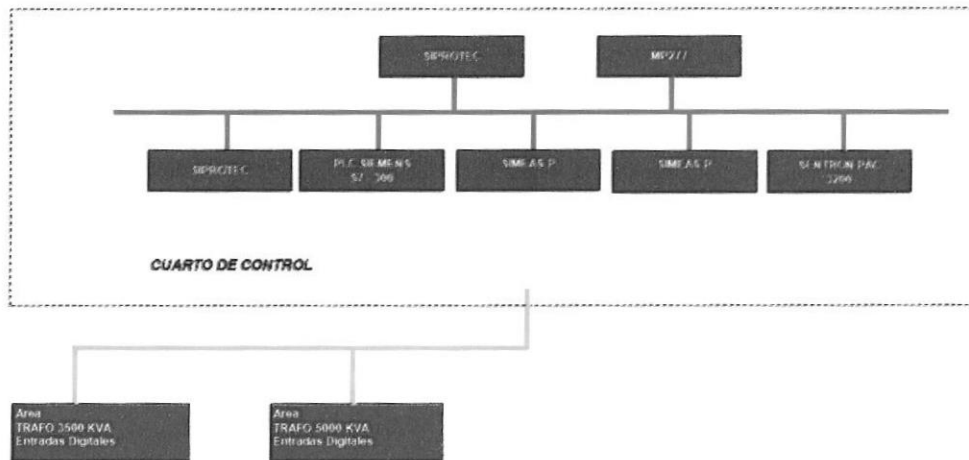 SIPROTEC
MP277
SIPROTEC
PLC SIEMENS
S7 - 300
SIMEAS P
SIMEAS P
SENTRON PAC
3200
CUARTO DE CONTROL
Area
TRAFO 3500 KVA
Entradas Digitales
Area
TRAFO 5000 KVA
Entradas Digitales